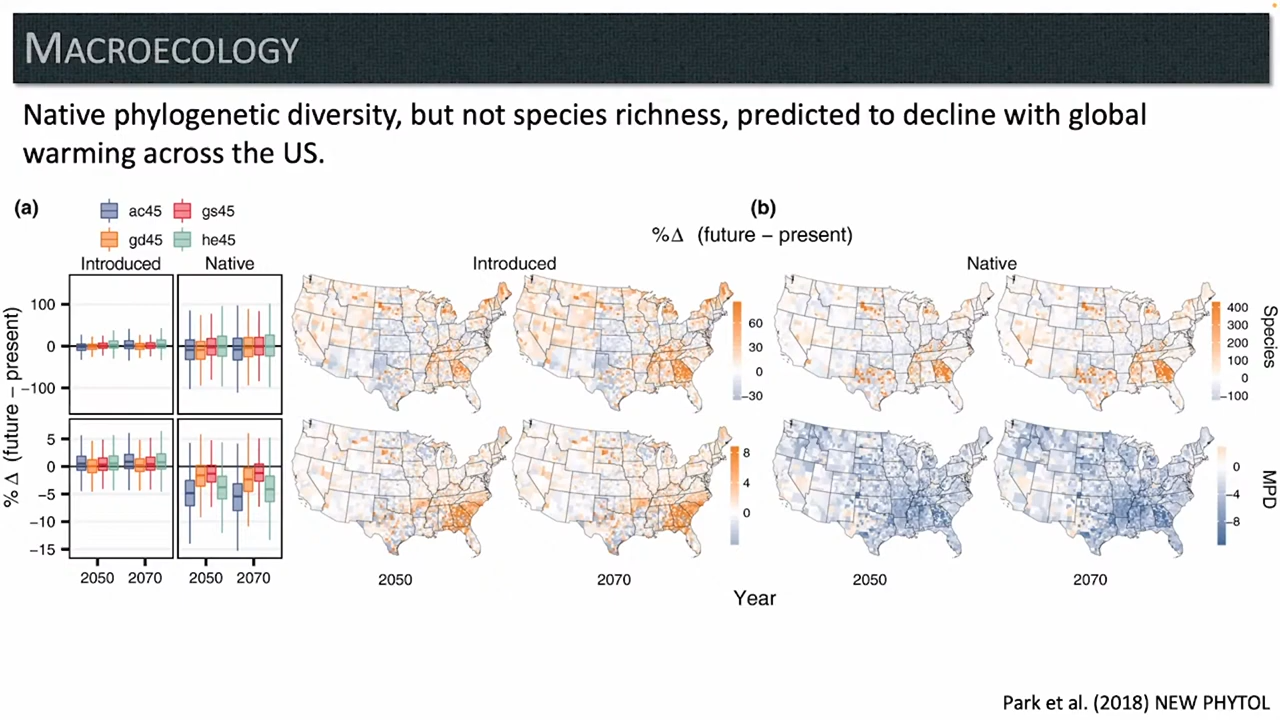 MACROECOLOGY
Native phylogenetic diversity, but not species richness, predicted to decline with global
warming across the US.
(a)
ac45 gs45
gd45 he45
Introduced Native
% Δ (future – present)
100
0
−100
5
0
−5
−10
−15
2050 2070 2050 2070
(b)
%Δ (future – present)
Introduced Native
60
30
0
−30
400
300
200
100
0
−100
Species
8
4
0
0
−4
−8
MPD
2050 2070 2050 2070
Year
Park et al. (2018) NEW PHYTOL